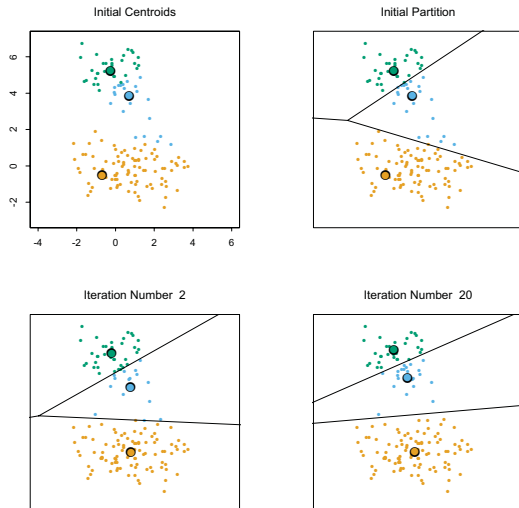 Initial Centroids
Initial Partition
6
4
2
0
-2
-4 -2 0 2 4 6
Iteration Number 2
Iteration Number 20